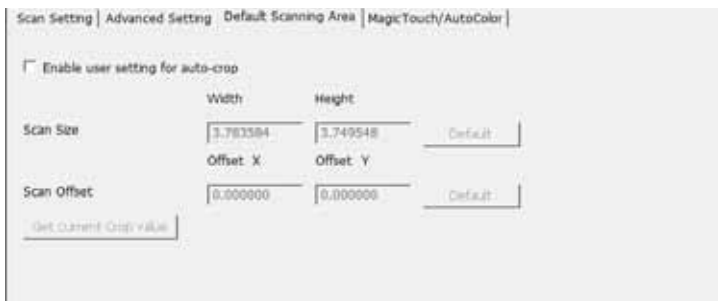 Scan Setting Advanced Setting Default Scanning Area MagicTouch/AutoColor
Enable user setting for auto-crop
Width Height
Scan Size 3.783584 3.749548 Default
Offset X Offset Y
Scan Offset 0.000000 0.000000 Default
Get Current Crop value